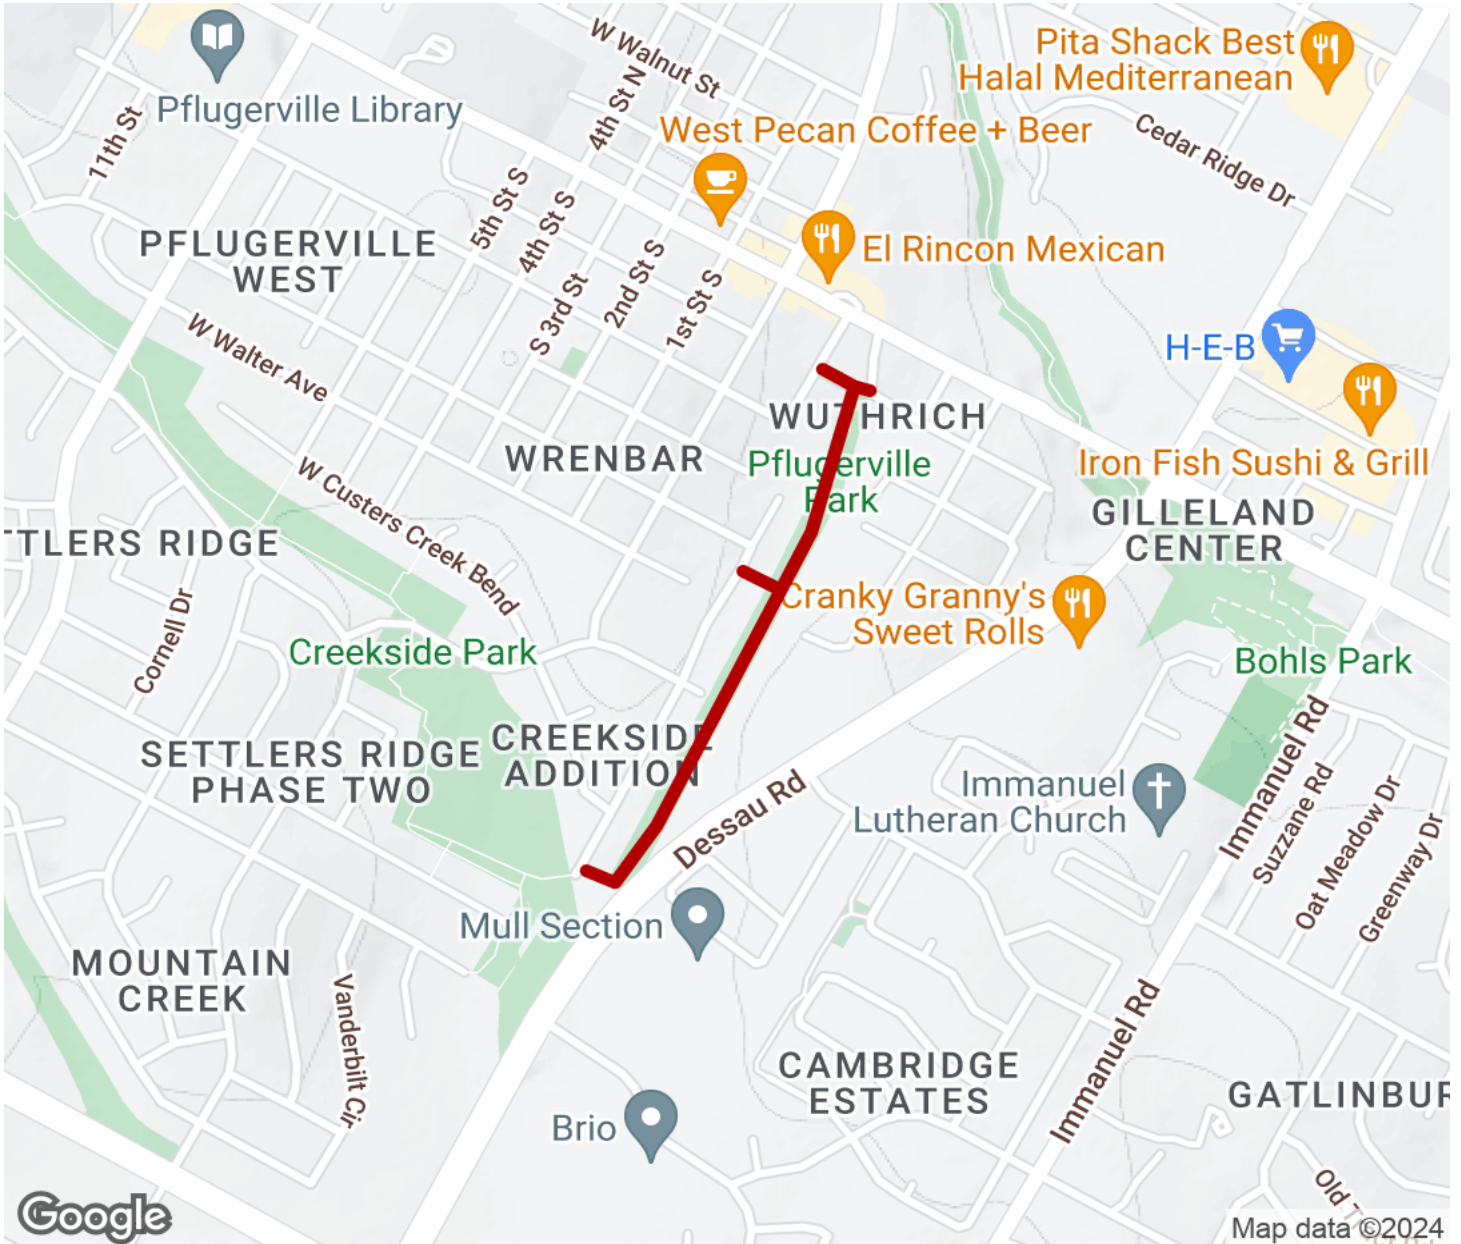 W Walnut St
Pita Shack Best
Halal Mediterranean
Pflugerville Library
4th St N
11th St
West Pecan Coffee + Beer
Cedar Ridge Dr
5th St S
4th St S
PFLUGERVILLE
WEST
2nd St S
El Rincon Mexican
S 3rd St
1st St S
W Walter Ave
H-E-B
WUTHRICH
WRENBAR
Pflugerville
Park
Iron Fish Sushi & Grill
W Custers Creek Bend
GILLELAND
CENTER
TTLERS RIDGE
Cornell Dr
Cranky Granny's
Sweet Rolls
Creekside Park
Bohls Park
SETTLERS RIDGE
PHASE TWO
CREEKSIDE
ADDITION
Dessau Rd
Immanuel
Lutheran Church
Immanuel Rd
Suzzane Rd
Oat Meadow Dr
Greenway Dr
Mull Section
MOUNTAIN
CREEK
Vanderbilt Cir
Immanuel Rd
CAMBRIDGE
ESTATES
GATLINBUR
Brio
Old T
Google
Map data ©2024